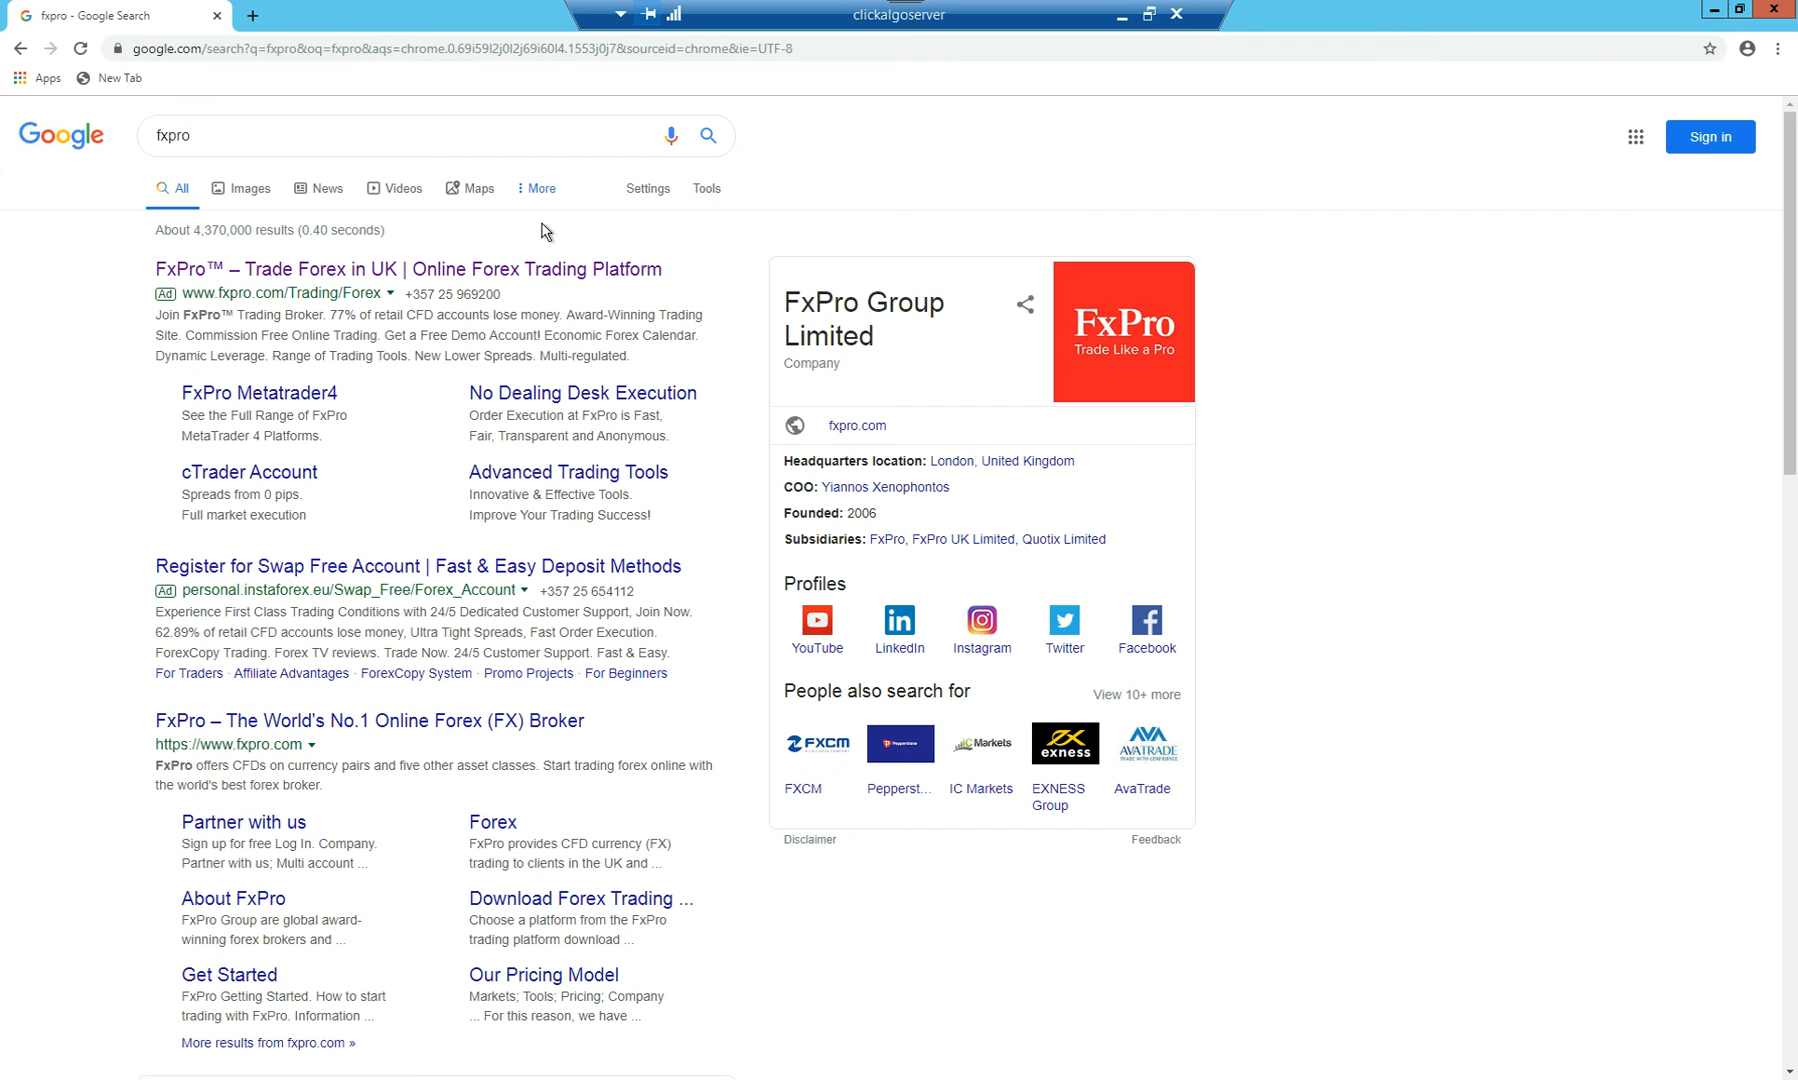 fxpro - Google Search
clickalgoserver
google.com/search?q=fxpro&oq=fxpro&aqs=chrome.0.69i59l2j0l2j69i60l4.1553j0j7&sourceid=chrome&ie=UTF-8
Apps New Tab
Google
fxpro
Sign in
All Images News Videos Maps More Settings Tools
About 4,370,000 results (0.40 seconds)
FxPro™ – Trade Forex in UK | Online Forex Trading Platform
Ad www.fxpro.com/Trading/Forex +357 25 969200
Join FxPro™ Trading Broker. 77% of retail CFD accounts lose money. Award-Winning Trading
Site. Commission Free Online Trading. Get a Free Demo Account! Economic Forex Calendar.
Dynamic Leverage. Range of Trading Tools. New Lower Spreads. Multi-regulated.
FxPro Metatrader4
See the Full Range of FxPro
MetaTrader 4 Platforms.
No Dealing Desk Execution
Order Execution at FxPro is Fast,
Fair, Transparent and Anonymous.
cTrader Account
Spreads from 0 pips.
Full market execution
Advanced Trading Tools
Innovative & Effective Tools.
Improve Your Trading Success!
Register for Swap Free Account | Fast & Easy Deposit Methods
Ad personal.instaforex.eu/Swap_Free/Forex_Account +357 25 654112
Experience First Class Trading Conditions with 24/5 Dedicated Customer Support, Join Now.
62.89% of retail CFD accounts lose money, Ultra Tight Spreads, Fast Order Execution.
ForexCopy Trading. Forex TV reviews. Trade Now. 24/5 Customer Support. Fast & Easy.
For Traders · Affiliate Advantages · ForexCopy System · Promo Projects · For Beginners
FxPro – The World's No.1 Online Forex (FX) Broker
https://www.fxpro.com
FxPro offers CFDs on currency pairs and five other asset classes. Start trading forex online with
the world's best forex broker.
Partner with us
Sign up for free Log In. Company.
Partner with us; Multi account ...
Forex
FxPro provides CFD currency (FX)
trading to clients in the UK and ...
About FxPro
FxPro Group are global award-
winning forex brokers and ...
Download Forex Trading ...
Choose a platform from the FxPro
trading platform download ...
Get Started
FxPro Getting Started. How to start
trading with FxPro. Information ...
Our Pricing Model
Markets; Tools; Pricing; Company
... For this reason, we have ...
More results from fxpro.com »
FxPro Group
Limited
Company
FxPro
Trade Like a Pro
fxpro.com
Headquarters location: London, United Kingdom
COO: Yiannos Xenophontos
Founded: 2006
Subsidiaries: FxPro, FxPro UK Limited, Quotix Limited
Profiles
YouTube LinkedIn Instagram Twitter Facebook
People also search for View 10+ more
FXCM Pepperstone IC Markets exness AVATRADE
FXCM Pepperst... IC Markets EXNESS AvaTrade
Group
Disclaimer Feedback